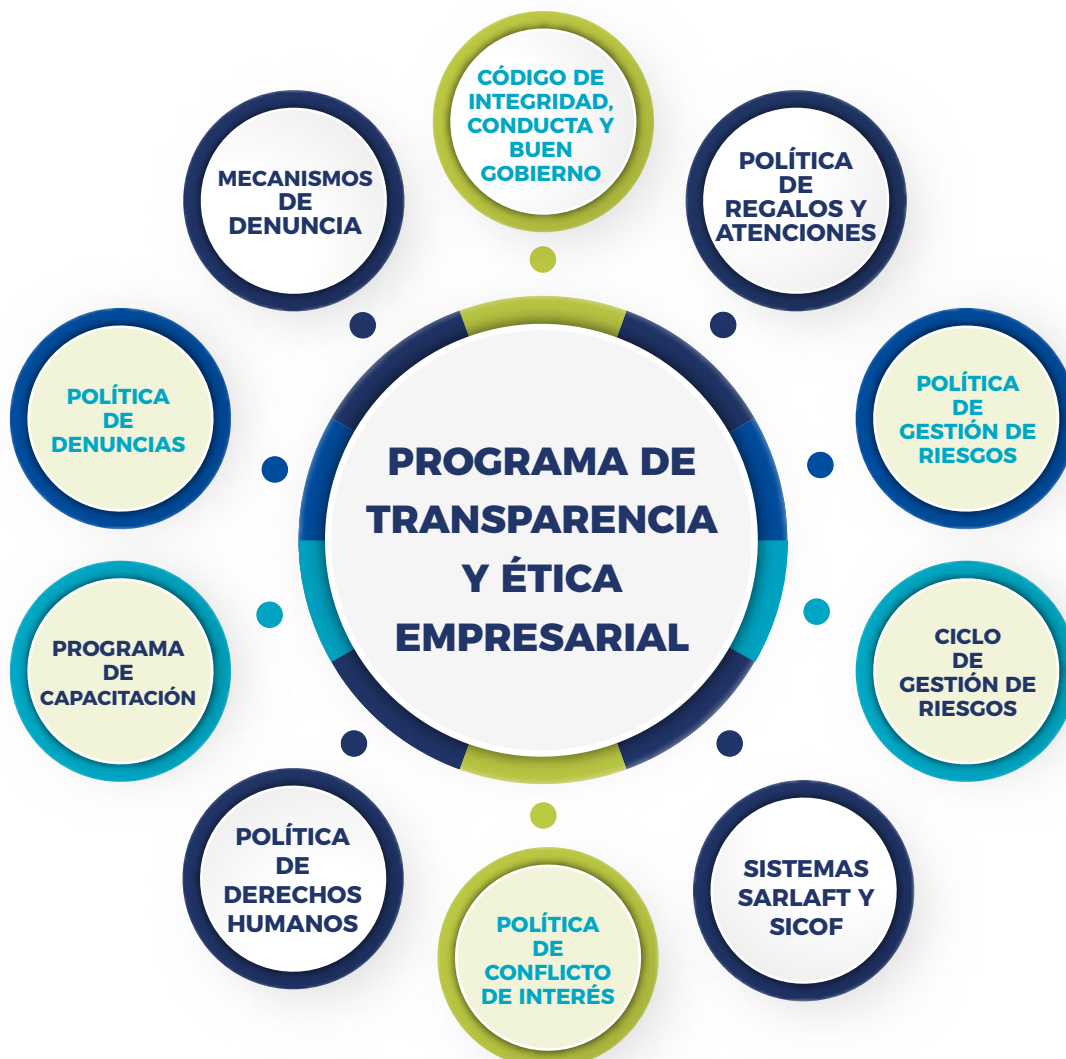 CÓDIGO DE
INTEGRIDAD,
CONDUCTA Y
BUEN
GOBIERNO
POLÍTICA
DE
REGALOS Y
ATENCIONES
POLÍTICA
DE
GESTIÓN DE
RIESGOS
CICLO
DE
GESTIÓN DE
RIESGOS
SISTEMAS
SARLAFT Y
SICOF
POLÍTICA
DE
CONFLICTO
DE INTERÉS
POLÍTICA
DE
DERECHOS
HUMANOS
PROGRAMA
DE
CAPACITACIÓN
POLÍTICA
DE
DENUNCIAS
MECANISMOS
DE
DENUNCIA
PROGRAMA DE
TRANSPARENCIA
Y ÉTICA
EMPRESARIAL